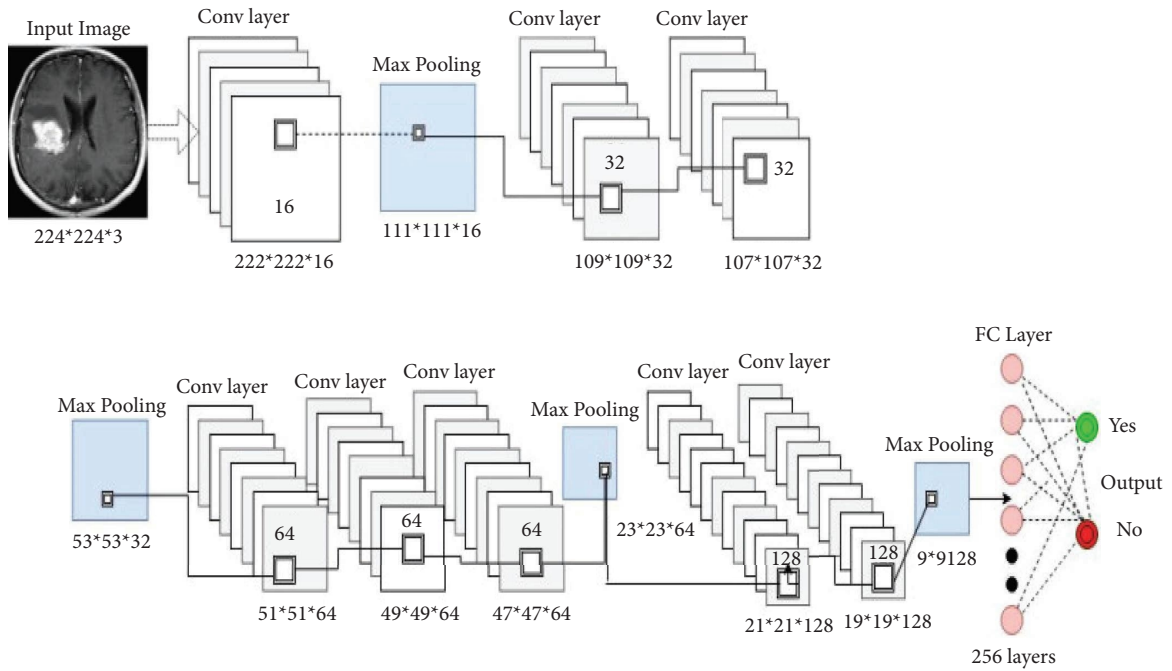 Input Image
Conv layer
Max Pooling
Conv layer
Conv layer
16
32
32
224*224*3
222*222*16
111*111*16
109*109*32
107*107*32
Max Pooling
Conv layer
Conv layer
Conv layer
Max Pooling
Conv layer
Conv layer
Max Pooling
FC Layer
64
64
64
128
128
Yes
Output
No
53*53*32
51*51*64
49*49*64
47*47*64
23*23*64
21*21*128
19*19*128
9*9128
256 layers